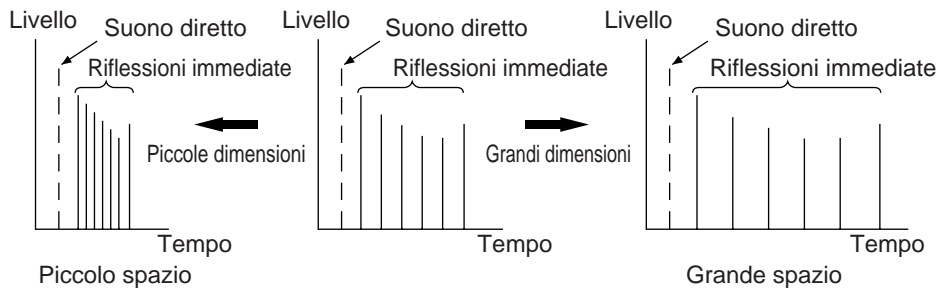 Livello
Suono diretto
Riflessioni immediate
Piccole dimensioni
Tempo
Piccolo spazio
Livello
Suono diretto
Riflessioni immediate
Grandi dimensioni
Tempo
Livello
Suono diretto
Riflessioni immediate
Tempo
Grande spazio